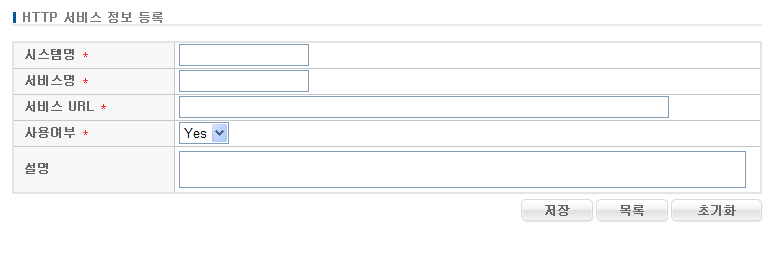 HTTP 서비스 정보 등록
시스템명 *
서비스명 *
서비스 URL *
사용여부 * Yes
설명
저장 목록 초기화